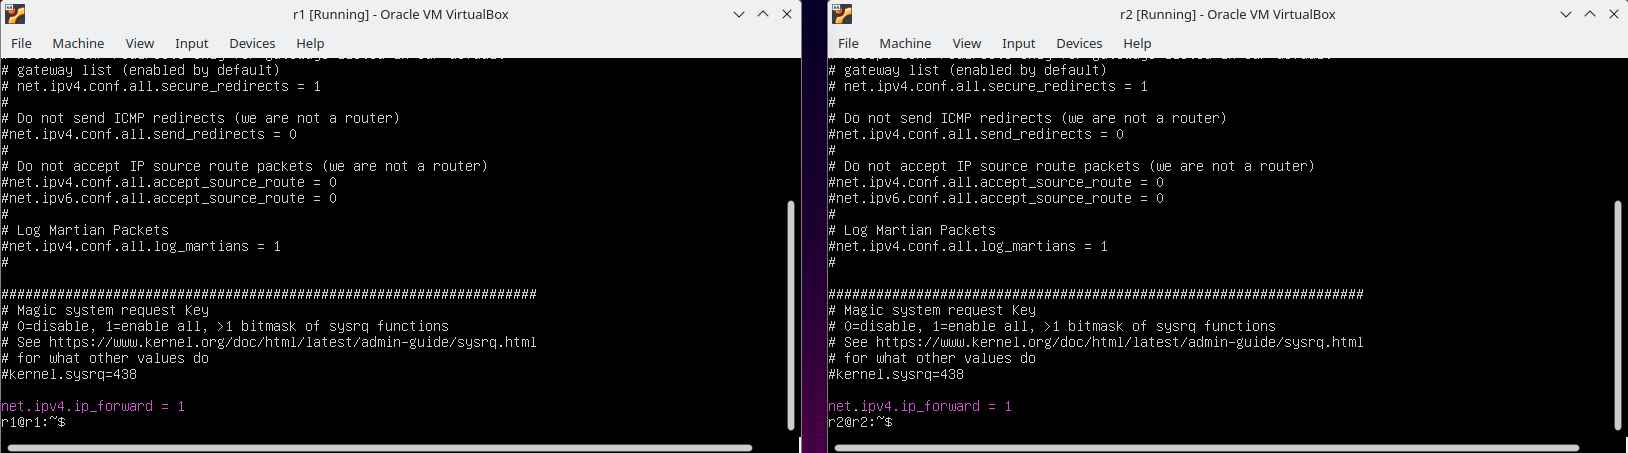 r1 [Running] - Oracle VM VirtualBox
File Machine View Input Devices Help
# gateway list (enabled by default)
# net.ipv4.conf.all.secure_redirects = 1
#
# Do not send ICMP redirects (we are not a router)
#net.ipv4.conf.all.send_redirects = 0
#
# Do not accept IP source route packets (we are not a router)
#net.ipv4.conf.all.accept_source_route = 0
#net.ipv6.conf.all.accept_source_route = 0
#
# Log Martian Packets
#net.ipv4.conf.all.log_martians = 1
#
###################################################################
# Magic system request Key
# 0=disable, 1=enable all, >1 bitmask of sysrq functions
# See https://www.kernel.org/doc/html/latest/admin-guide/sysrq.html
# for what other values do
#kernel.sysrq=438
net.ipv4.ip_forward = 1
r1@r1:~$
r2 [Running] - Oracle VM VirtualBox
File Machine View Input Devices Help
# gateway list (enabled by default)
# net.ipv4.conf.all.secure_redirects = 1
#
# Do not send ICMP redirects (we are not a router)
#net.ipv4.conf.all.send_redirects = 0
#
# Do not accept IP source route packets (we are not a router)
#net.ipv4.conf.all.accept_source_route = 0
#net.ipv6.conf.all.accept_source_route = 0
#
# Log Martian Packets
#net.ipv4.conf.all.log_martians = 1
#
###################################################################
# Magic system request Key
# 0=disable, 1=enable all, >1 bitmask of sysrq functions
# See https://www.kernel.org/doc/html/latest/admin-guide/sysrq.html
# for what other values do
#kernel.sysrq=438
net.ipv4.ip_forward = 1
r2@r2:~$